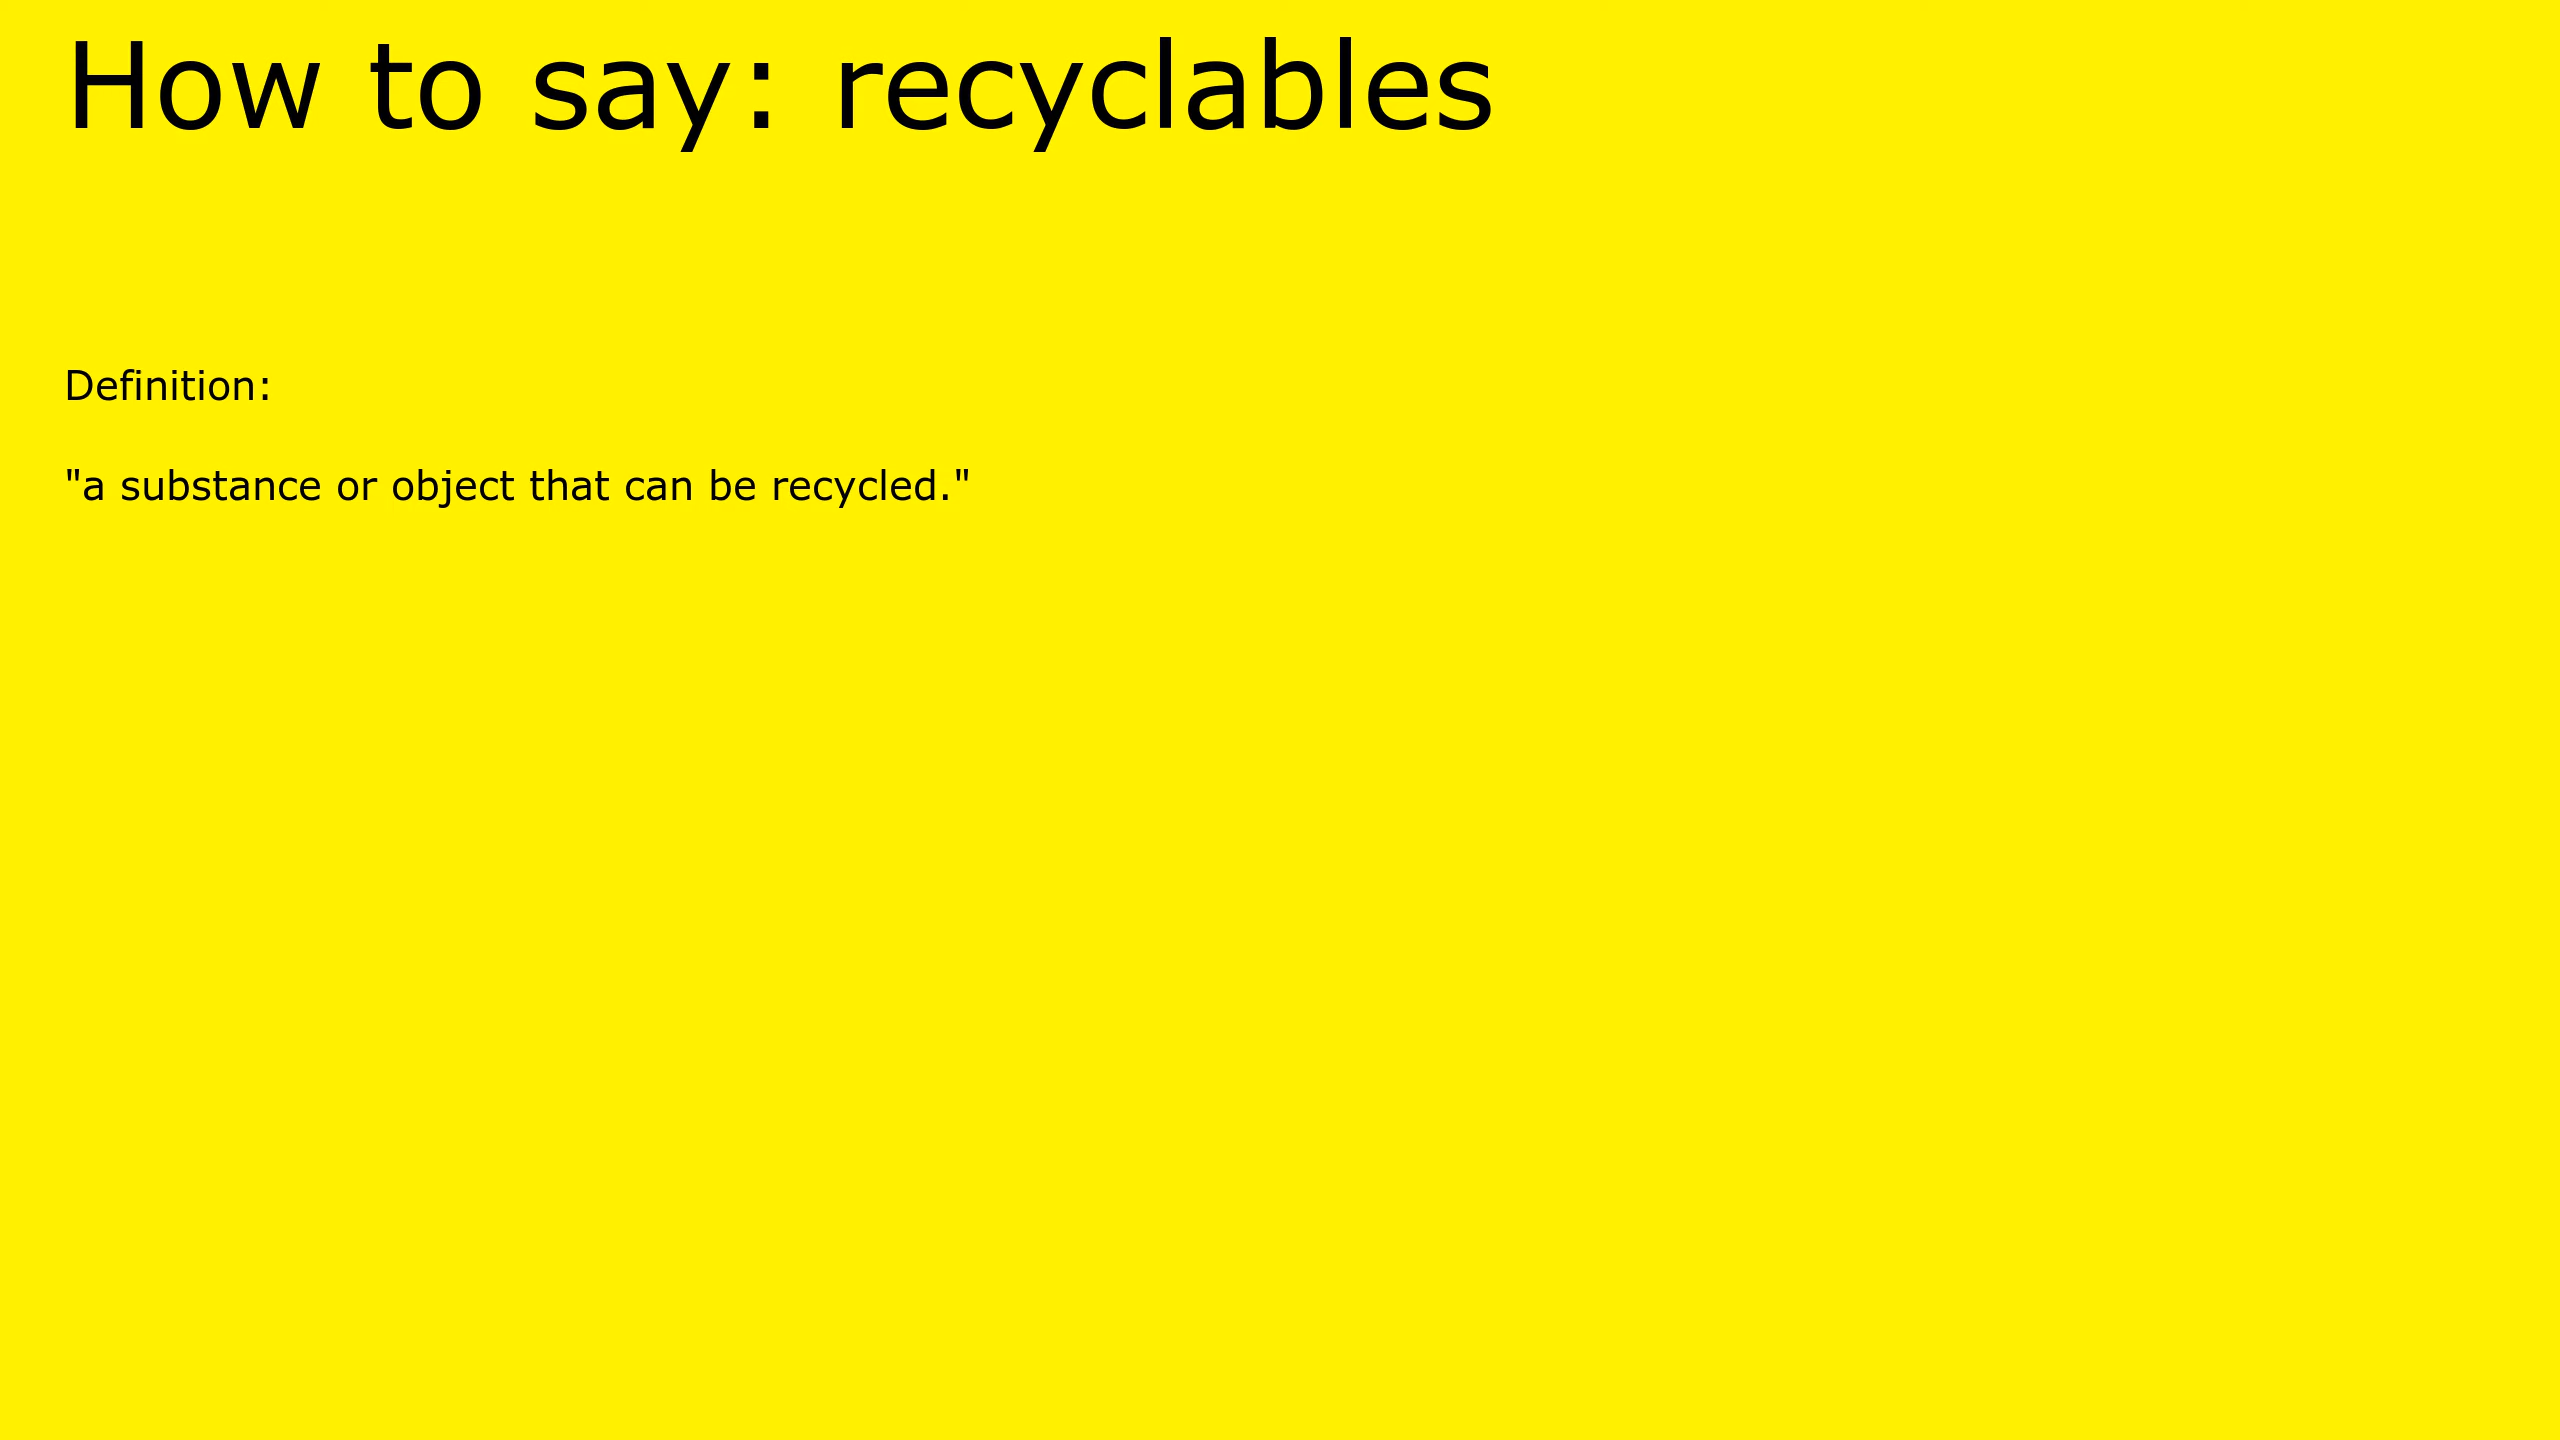 How to say: recyclables
Definition:
"a substance or object that can be recycled."